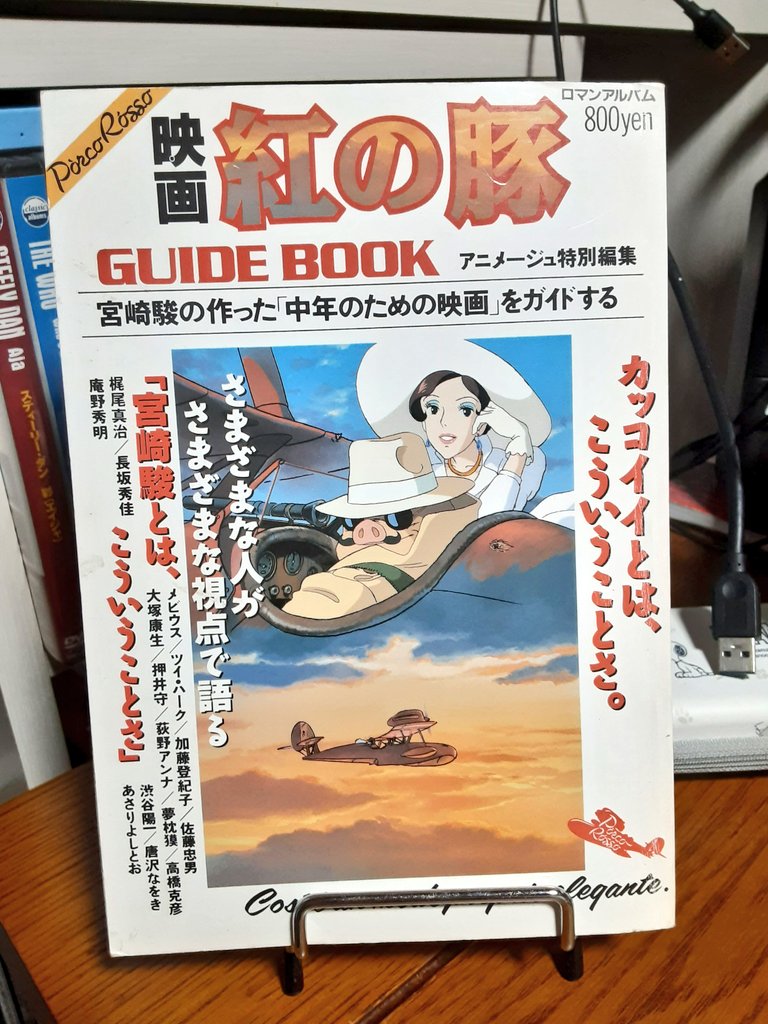 Porco Rosso
ロマンアルバム
800yen
映画
紅の豚
GUIDE BOOK
アニメージュ特別編集
宮崎駿の作った「中年のための映画」をガイドする
カッコイイとは、
こういうことさ。
さまざまな人が
さまざまな視点で語る
「宮崎駿とは、
こういうことさ」
メビウス／ツイ・ハーク／加藤登紀子／佐藤忠男
大塚康生／押井守／荻野アンナ／夢枕獏／高橋克彦
梶尾真治／長坂秀佳
渋谷陽一／唐沢なをき
庵野秀明
あさりよしとお
Porco
Rosso
elegante.
classic
albums
THE WHO
STEELY DAN
Aja
スティーリー・ダン